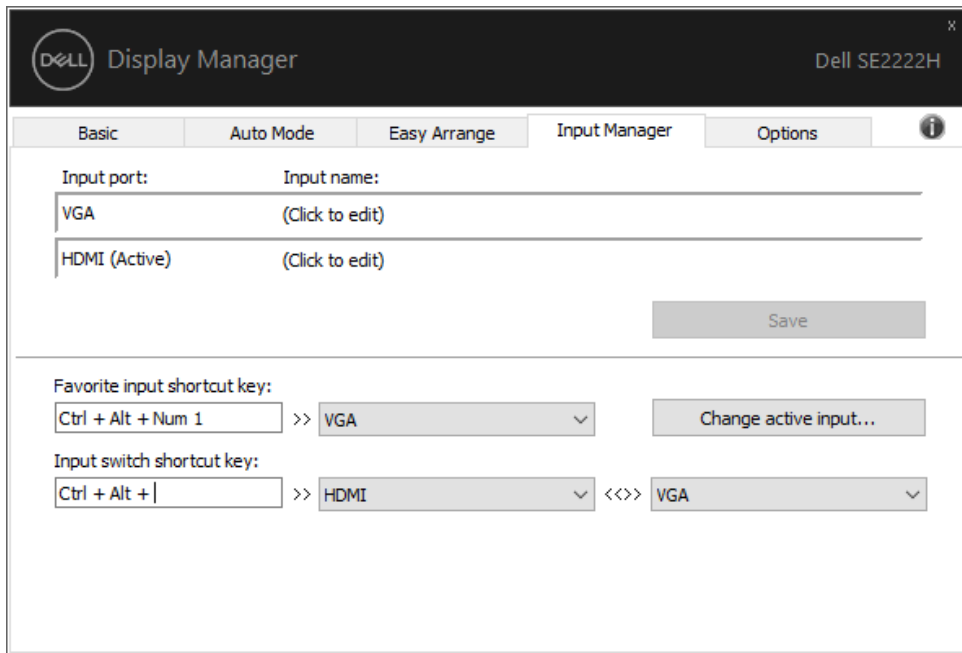 x
DELL Display Manager Dell SE2222H
Basic Auto Mode Easy Arrange Input Manager Options i
Input port: Input name:
VGA (Click to edit)
HDMI (Active) (Click to edit)
Save
Favorite input shortcut key:
Ctrl + Alt + Num 1 >> VGA Change active input...
Input switch shortcut key:
Ctrl + Alt + >> HDMI <<>> VGA